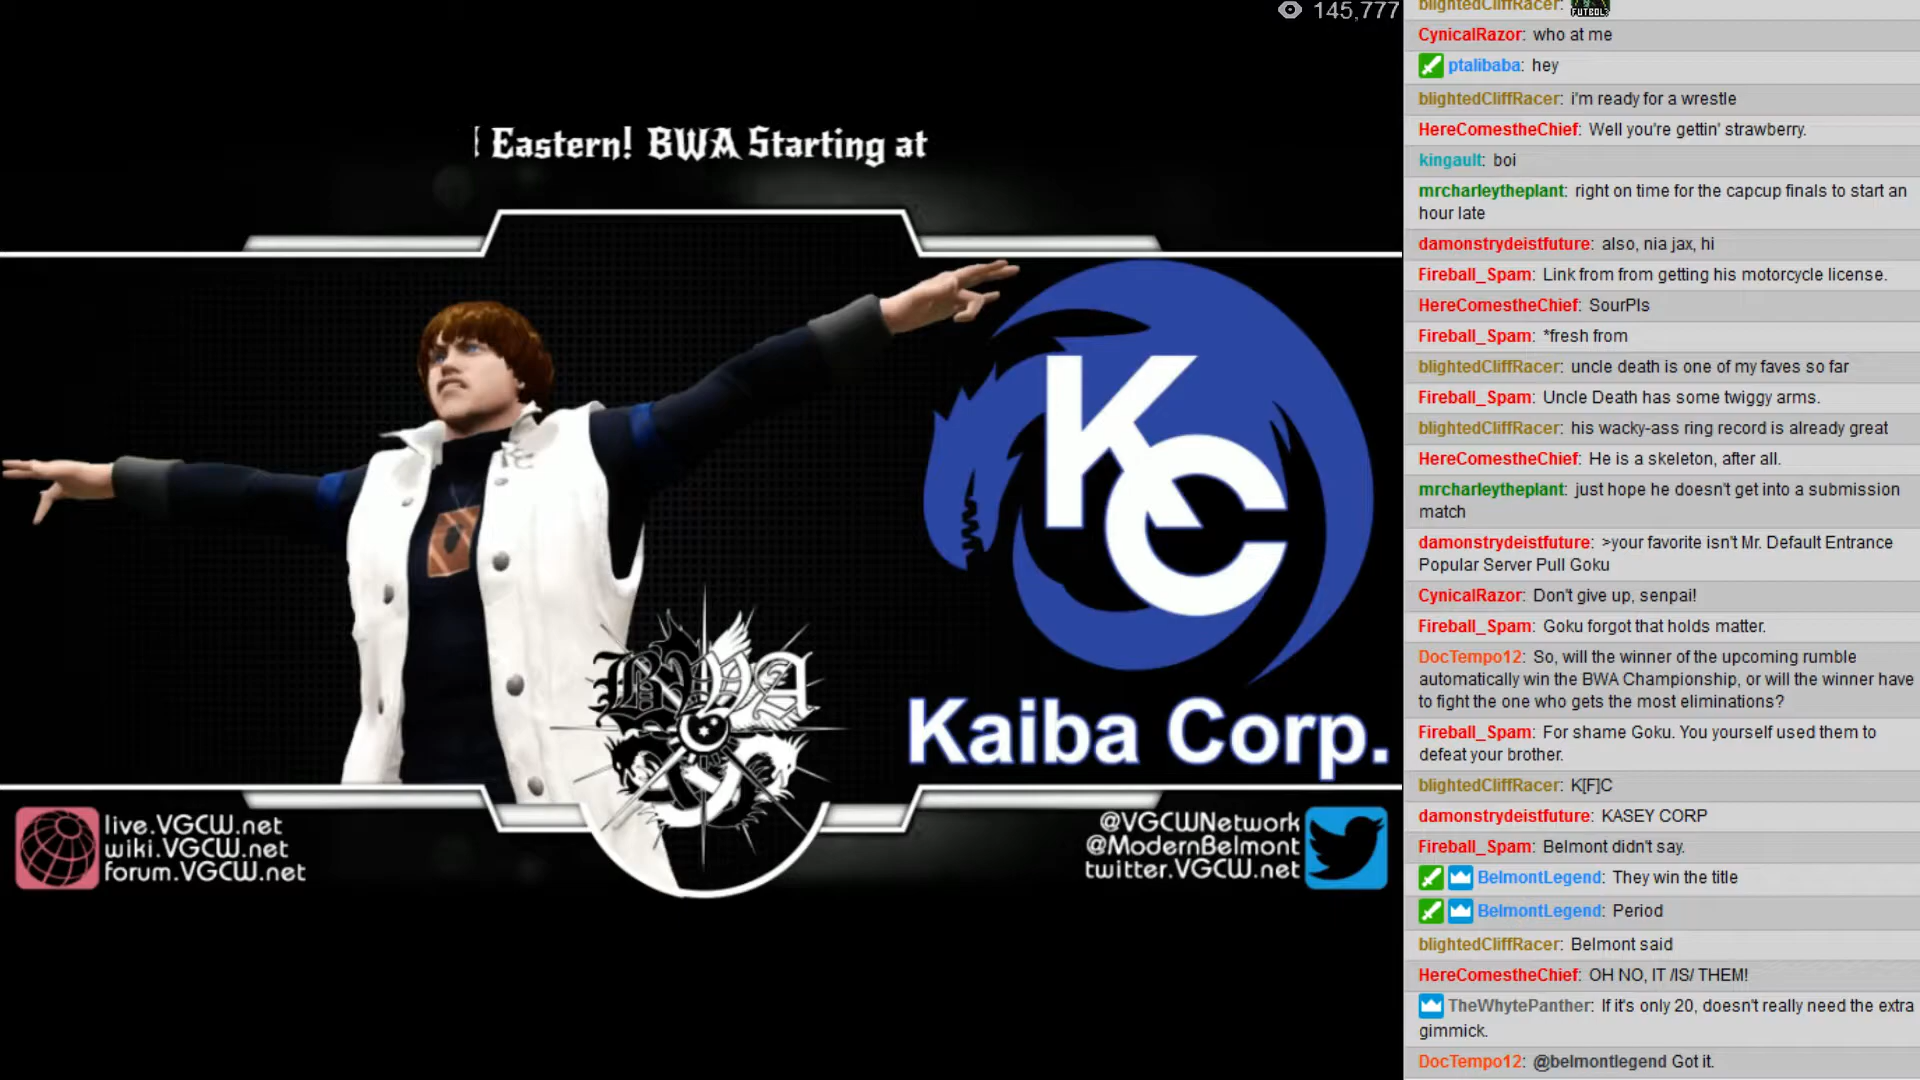 145,777
Eastern! BWA Starting at
KC
Kaiba Corp.
BWA
live.VGCW.net
wiki.VGCW.net
forum.VGCW.net
@VGCWNetwork
@ModernBelmont
twitter.VGCW.net
blightedCliffRacer: FUTBOL?
CynicalRazor: who at me
ptalibaba: hey
blightedCliffRacer: i'm ready for a wrestle
HereComestheChief: Well you're gettin' strawberry.
kingault: boi
mrcharleytheplant: right on time for the capcup finals to start an
hour late
damonstrydeistfuture: also, nia jax, hi
Fireball_Spam: Link from from getting his motorcycle license.
HereComestheChief: SourPls
Fireball_Spam: *fresh from
blightedCliffRacer: uncle death is one of my faves so far
Fireball_Spam: Uncle Death has some twiggy arms.
blightedCliffRacer: his wacky-ass ring record is already great
HereComestheChief: He is a skeleton, after all.
mrcharleytheplant: just hope he doesn't get into a submission
match
damonstrydeistfuture: >your favorite isn't Mr. Default Entrance
Popular Server Pull Goku
CynicalRazor: Don't give up, senpai!
Fireball_Spam: Goku forgot that holds matter.
DocTempo12: So, will the winner of the upcoming rumble
automatically win the BWA Championship, or will the winner have
to fight the one who gets the most eliminations?
Fireball_Spam: For shame Goku. You yourself used them to
defeat your brother.
blightedCliffRacer: K[F]C
damonstrydeistfuture: KASEY CORP
Fireball_Spam: Belmont didn't say.
BelmontLegend: They win the title
BelmontLegend: Period
blightedCliffRacer: Belmont said
HereComestheChief: OH NO, IT /IS/ THEM!
TheWhytePanther: If it's only 20, doesn't really need the extra
gimmick.
DocTempo12: @belmontlegend Got it.